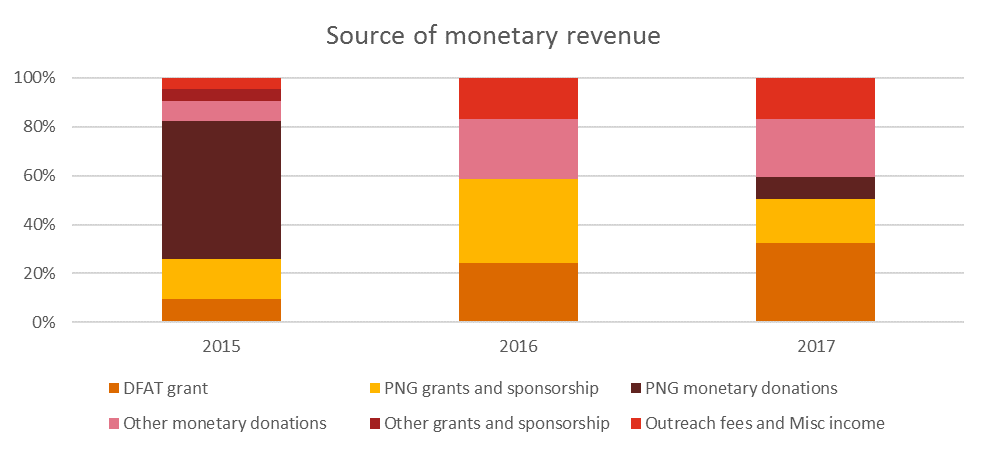 Source of monetary revenue
100%
80%
60%
40%
20%
0%
2015 2016 2017
DFAT grant PNG grants and sponsorship PNG monetary donations
Other monetary donations Other grants and sponsorship Outreach fees and Misc income